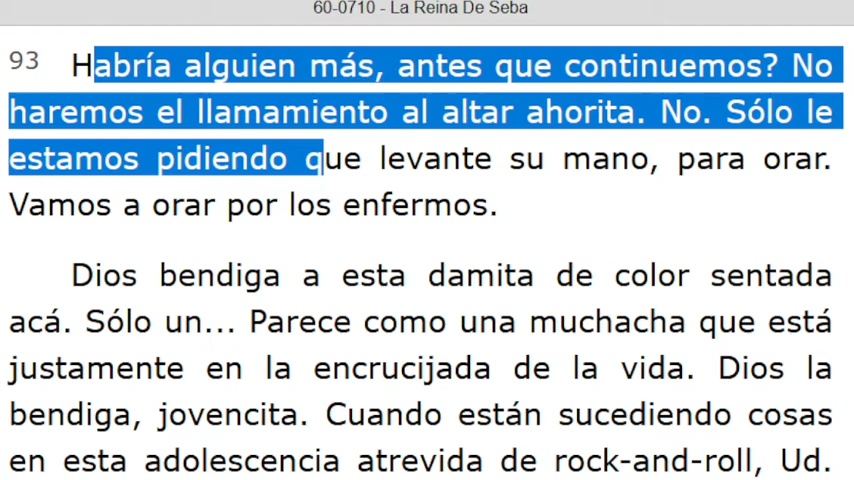 60-0710 - La Reina De Seba
93 Habría alguien más, antes que continuemos? No
haremos el llamamiento al altar ahorita. No. Sólo le
estamos pidiendo que levante su mano, para orar.
Vamos a orar por los enfermos.
Dios bendiga a esta damita de color sentada
acá. Sólo un... Parece como una muchacha que está
justamente en la encrucijada de la vida. Dios la
bendiga, jovencita. Cuando están sucediendo cosas
en esta adolescencia atrevida de rock-and-roll, Ud.